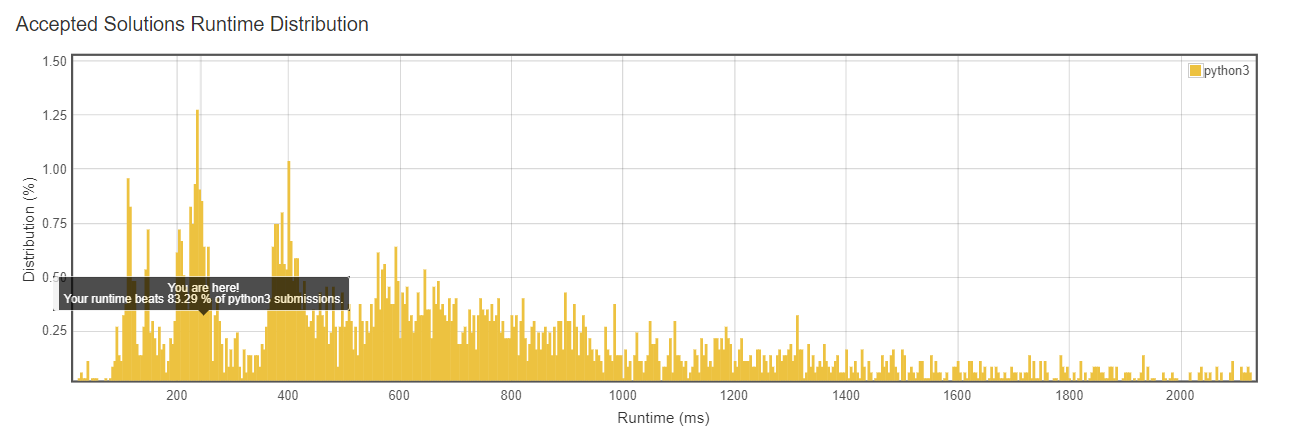 Accepted Solutions Runtime Distribution
1.50
python3
1.25
1.00
0.75
Distribution (%)
0.50
You are here!
Your runtime beats 83.29 % of python3 submissions.
0.25
200 400 600 800 1000 1200 1400 1600 1800 2000
Runtime (ms)